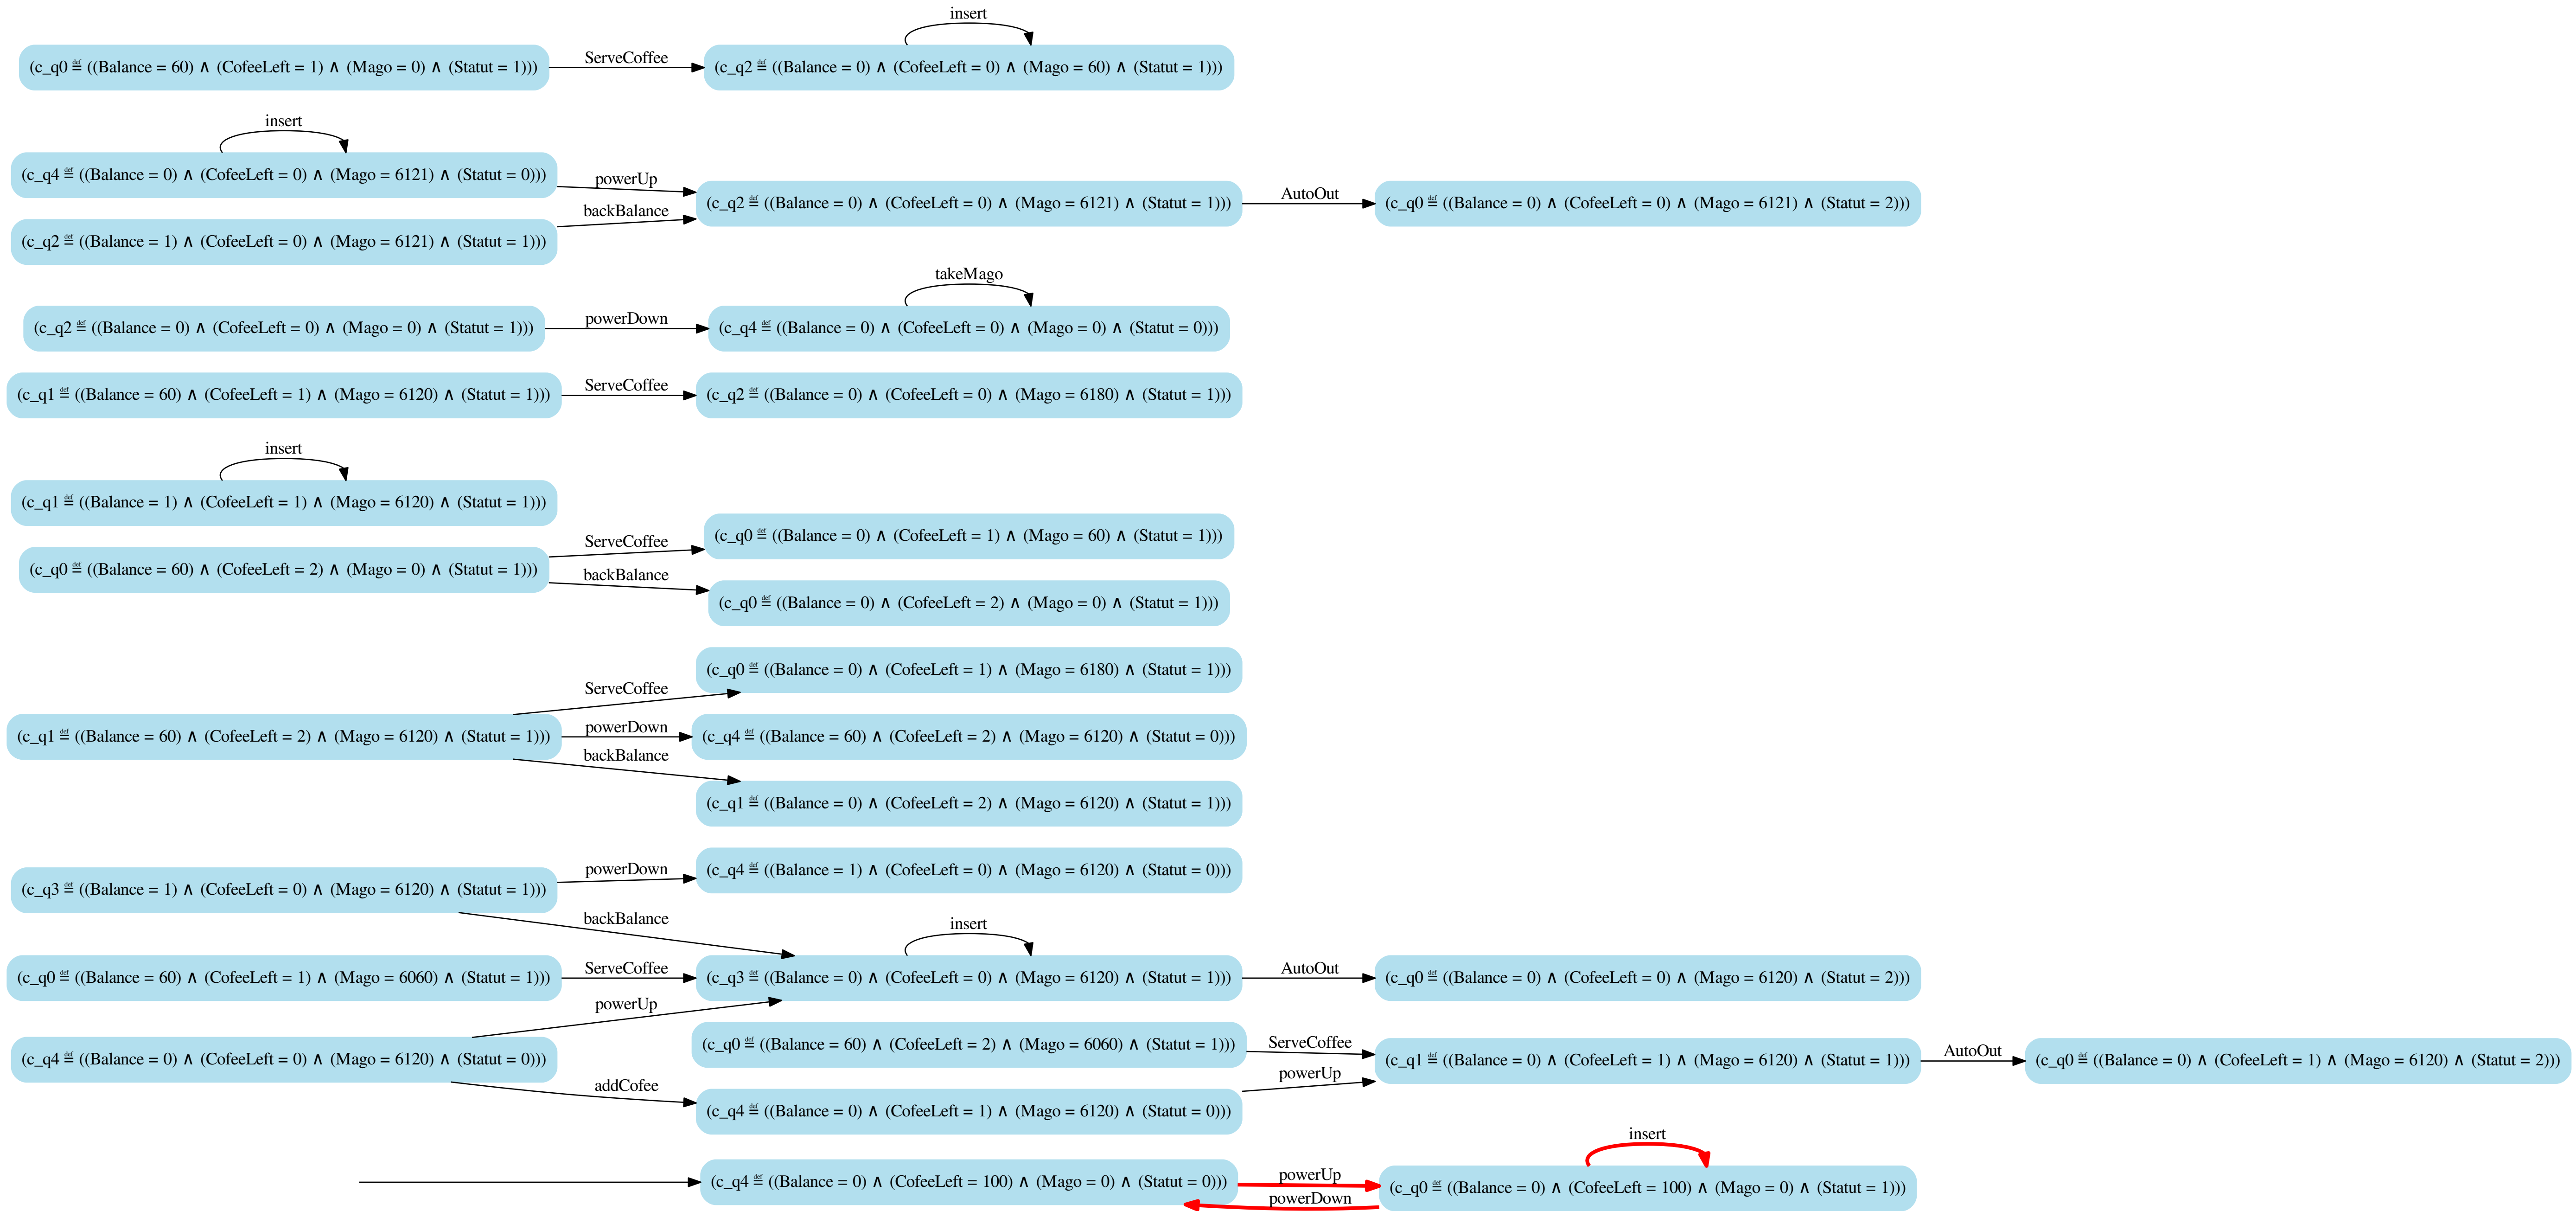 insert
(c_q0 ≝ ((Balance = 60) ∧ (CofeeLeft = 1) ∧ (Mago = 0) ∧ (Statut = 1)))
ServeCoffee
(c_q2 ≝ ((Balance = 0) ∧ (CofeeLeft = 0) ∧ (Mago = 60) ∧ (Statut = 1)))
insert
(c_q4 ≝ ((Balance = 0) ∧ (CofeeLeft = 0) ∧ (Mago = 6121) ∧ (Statut = 0)))
powerUp
backBalance
(c_q2 ≝ ((Balance = 0) ∧ (CofeeLeft = 0) ∧ (Mago = 6121) ∧ (Statut = 1)))
AutoOut
(c_q0 ≝ ((Balance = 0) ∧ (CofeeLeft = 0) ∧ (Mago = 6121) ∧ (Statut = 2)))
(c_q2 ≝ ((Balance = 1) ∧ (CofeeLeft = 0) ∧ (Mago = 6121) ∧ (Statut = 1)))
takeMago
(c_q2 ≝ ((Balance = 0) ∧ (CofeeLeft = 0) ∧ (Mago = 0) ∧ (Statut = 1)))
powerDown
(c_q4 ≝ ((Balance = 0) ∧ (CofeeLeft = 0) ∧ (Mago = 0) ∧ (Statut = 0)))
(c_q1 ≝ ((Balance = 60) ∧ (CofeeLeft = 1) ∧ (Mago = 6120) ∧ (Statut = 1)))
ServeCoffee
(c_q2 ≝ ((Balance = 0) ∧ (CofeeLeft = 0) ∧ (Mago = 6180) ∧ (Statut = 1)))
insert
(c_q1 ≝ ((Balance = 1) ∧ (CofeeLeft = 1) ∧ (Mago = 6120) ∧ (Statut = 1)))
(c_q0 ≝ ((Balance = 60) ∧ (CofeeLeft = 2) ∧ (Mago = 0) ∧ (Statut = 1)))
ServeCoffee
(c_q0 ≝ ((Balance = 0) ∧ (CofeeLeft = 1) ∧ (Mago = 60) ∧ (Statut = 1)))
backBalance
(c_q0 ≝ ((Balance = 0) ∧ (CofeeLeft = 2) ∧ (Mago = 0) ∧ (Statut = 1)))
(c_q0 ≝ ((Balance = 0) ∧ (CofeeLeft = 1) ∧ (Mago = 6180) ∧ (Statut = 1)))
ServeCoffee
(c_q1 ≝ ((Balance = 60) ∧ (CofeeLeft = 2) ∧ (Mago = 6120) ∧ (Statut = 1)))
powerDown
(c_q4 ≝ ((Balance = 60) ∧ (CofeeLeft = 2) ∧ (Mago = 6120) ∧ (Statut = 0)))
backBalance
(c_q1 ≝ ((Balance = 0) ∧ (CofeeLeft = 2) ∧ (Mago = 6120) ∧ (Statut = 1)))
(c_q3 ≝ ((Balance = 1) ∧ (CofeeLeft = 0) ∧ (Mago = 6120) ∧ (Statut = 1)))
powerDown
(c_q4 ≝ ((Balance = 1) ∧ (CofeeLeft = 0) ∧ (Mago = 6120) ∧ (Statut = 0)))
backBalance
insert
(c_q0 ≝ ((Balance = 60) ∧ (CofeeLeft = 1) ∧ (Mago = 6060) ∧ (Statut = 1)))
ServeCoffee
(c_q3 ≝ ((Balance = 0) ∧ (CofeeLeft = 0) ∧ (Mago = 6120) ∧ (Statut = 1)))
AutoOut
(c_q0 ≝ ((Balance = 0) ∧ (CofeeLeft = 0) ∧ (Mago = 6120) ∧ (Statut = 2)))
powerUp
(c_q4 ≝ ((Balance = 0) ∧ (CofeeLeft = 0) ∧ (Mago = 6120) ∧ (Statut = 0)))
(c_q0 ≝ ((Balance = 60) ∧ (CofeeLeft = 2) ∧ (Mago = 6060) ∧ (Statut = 1)))
ServeCoffee
(c_q1 ≝ ((Balance = 0) ∧ (CofeeLeft = 1) ∧ (Mago = 6120) ∧ (Statut = 1)))
AutoOut
(c_q0 ≝ ((Balance = 0) ∧ (CofeeLeft = 1) ∧ (Mago = 6120) ∧ (Statut = 2)))
addCofee
(c_q4 ≝ ((Balance = 0) ∧ (CofeeLeft = 1) ∧ (Mago = 6120) ∧ (Statut = 0)))
powerUp
insert
(c_q4 ≝ ((Balance = 0) ∧ (CofeeLeft = 100) ∧ (Mago = 0) ∧ (Statut = 0)))
powerUp
powerDown
(c_q0 ≝ ((Balance = 0) ∧ (CofeeLeft = 100) ∧ (Mago = 0) ∧ (Statut = 1)))